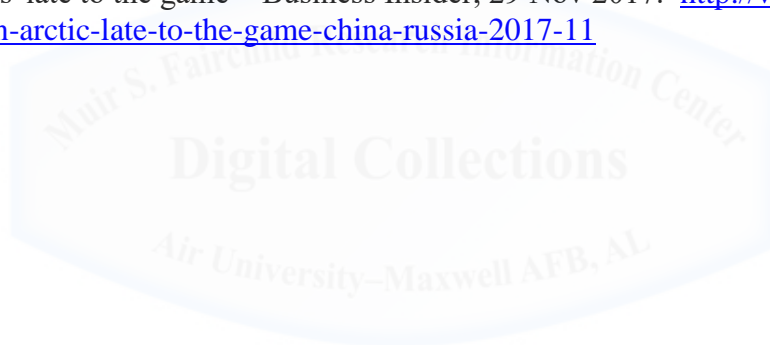 late to the game" Business Insider, 29 Nov 2017.
-arctic-late-to-the-game-china-russia-2017-11
Muir S. Fairchild Research Information Center
Digital Collections
Air University–Maxwell AFB, AL